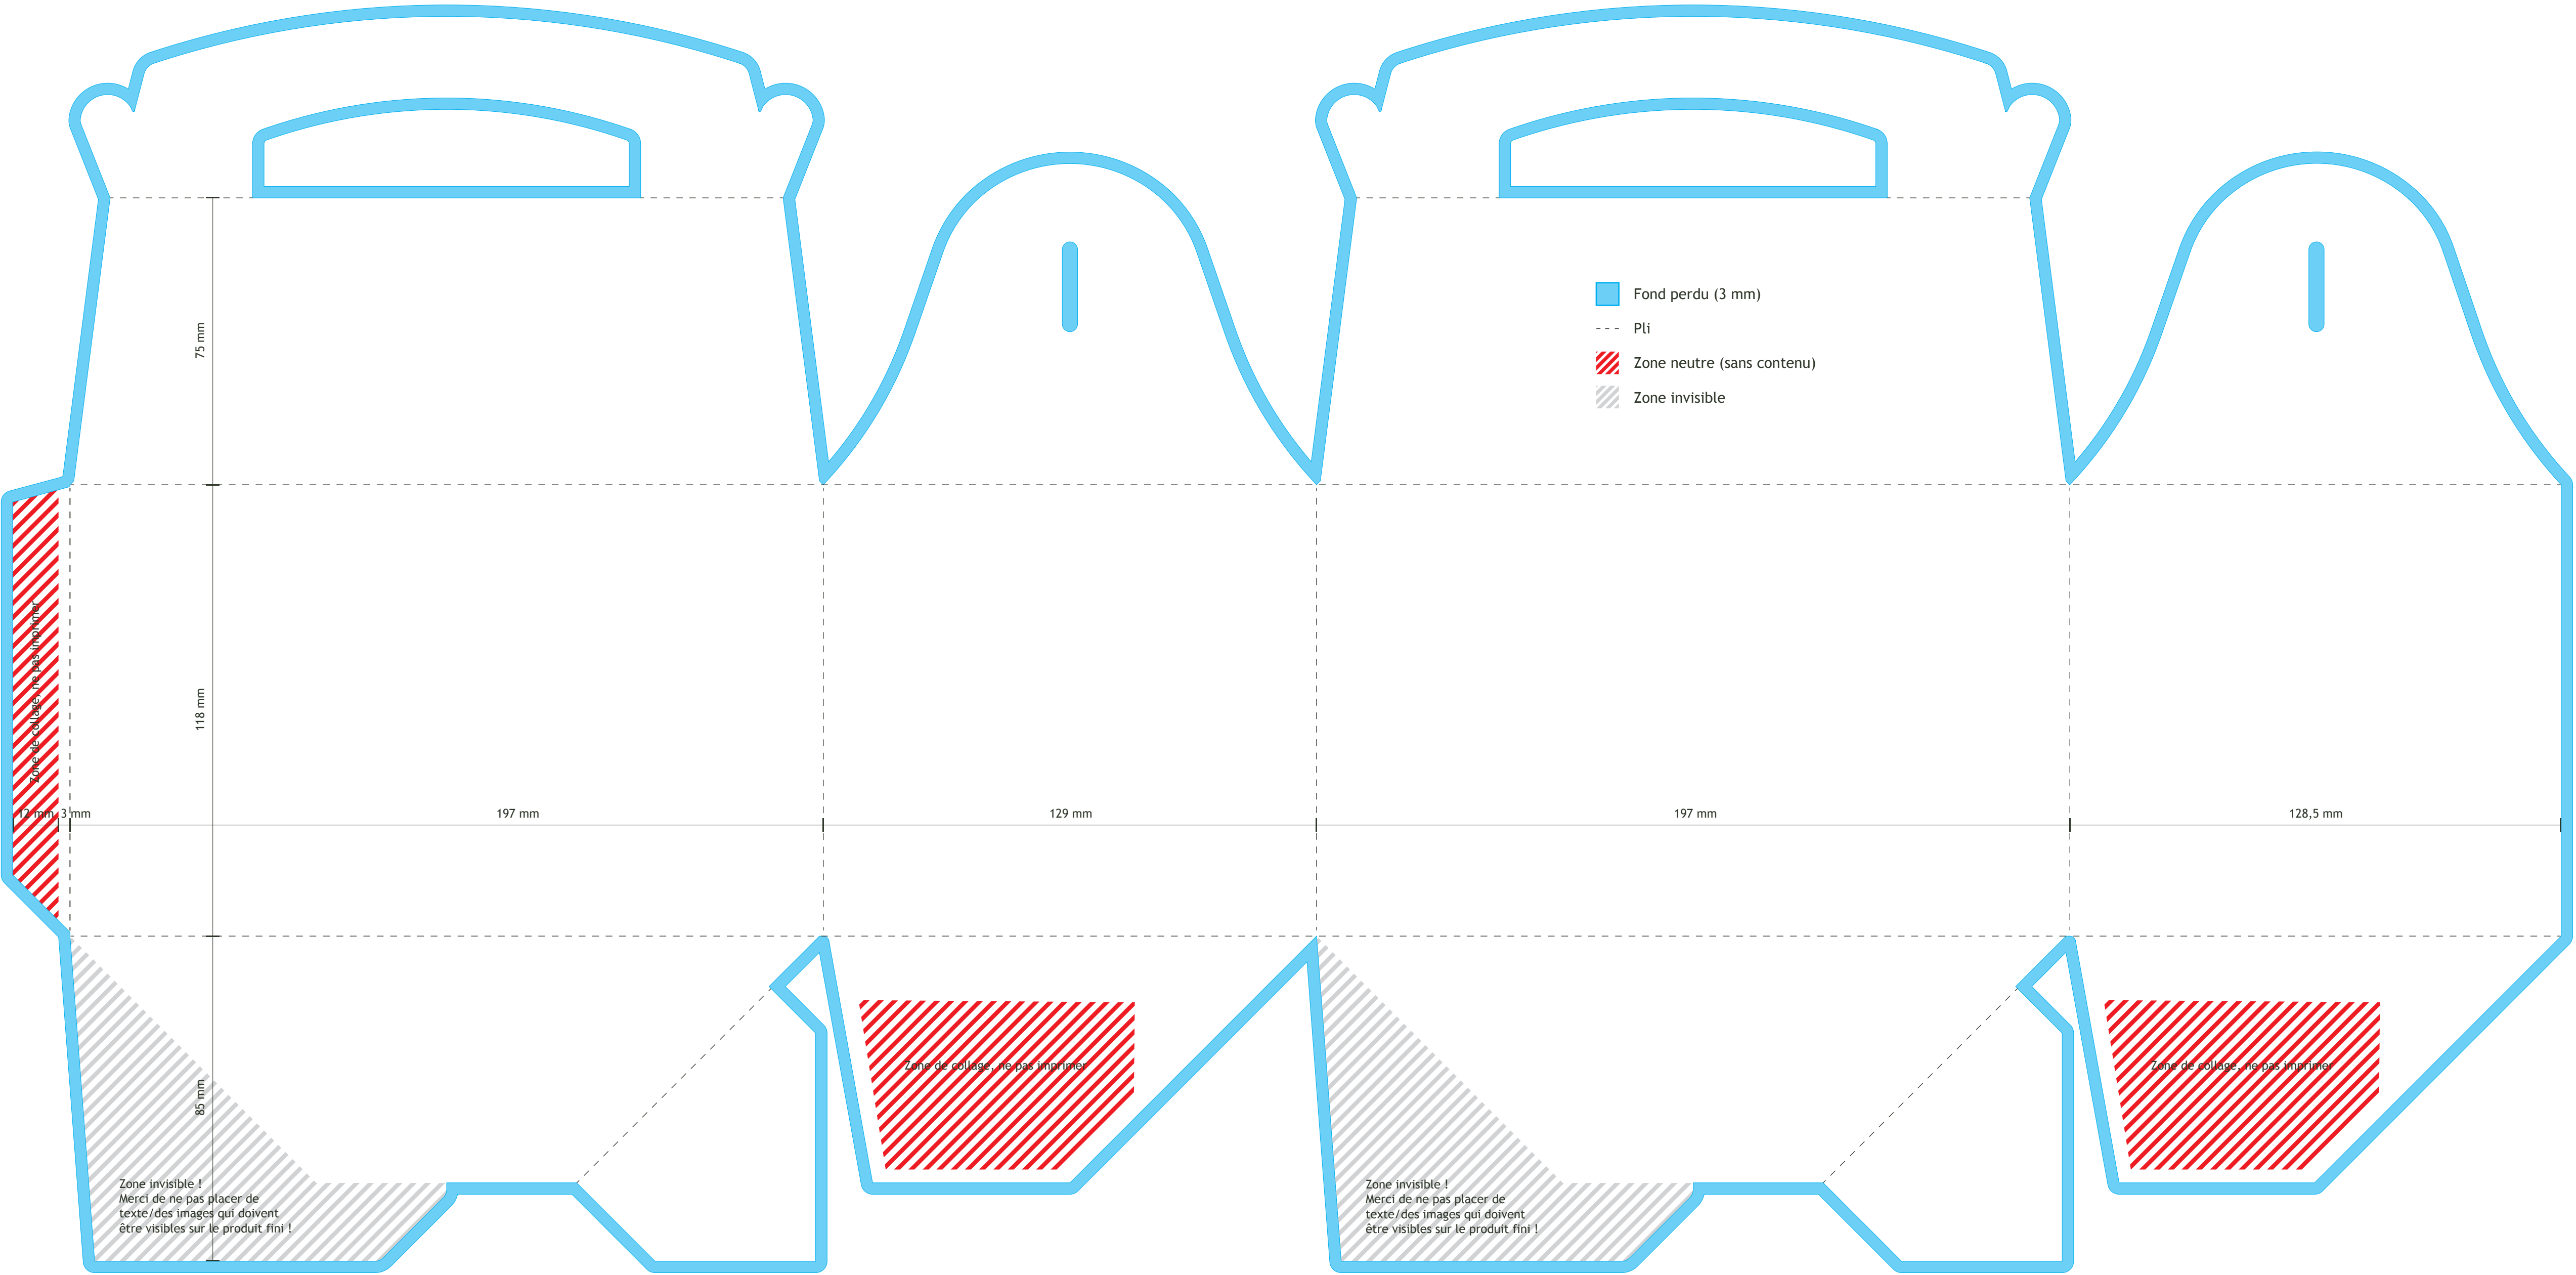 Fond perdu (3 mm)
Pli
Zone neutre (sans contenu)
Zone invisible
75 mm
118 mm
Zone de collage, ne pas imprimer
12 mm
3 mm
197 mm
129 mm
197 mm
128,5 mm
85 mm
Zone de collage, ne pas imprimer
Zone de collage, ne pas imprimer
Zone invisible !
Merci de ne pas placer de
texte/des images qui doivent
être visibles sur le produit fini !
Zone invisible !
Merci de ne pas placer de
texte/des images qui doivent
être visibles sur le produit fini !